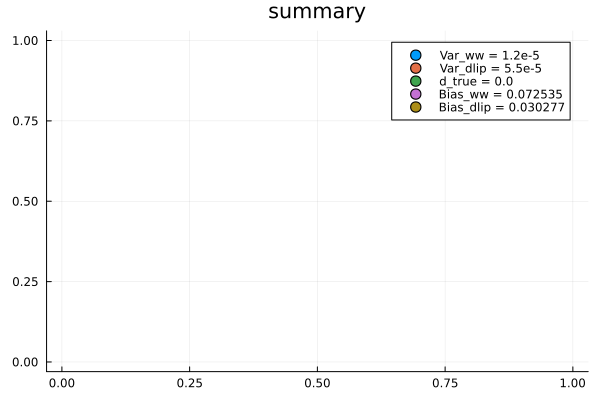 summary
1.00
Var_ww = 1.2e-5
Var_dlip = 5.5e-5
d_true = 0.0
Bias_ww = 0.072535
Bias_dlip = 0.030277
0.75
0.50
0.25
0.00
0.00 0.25 0.50 0.75 1.00